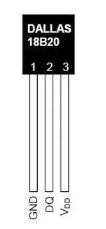 DALLAS
18B20
1 2 3
GND
DQ
VDD